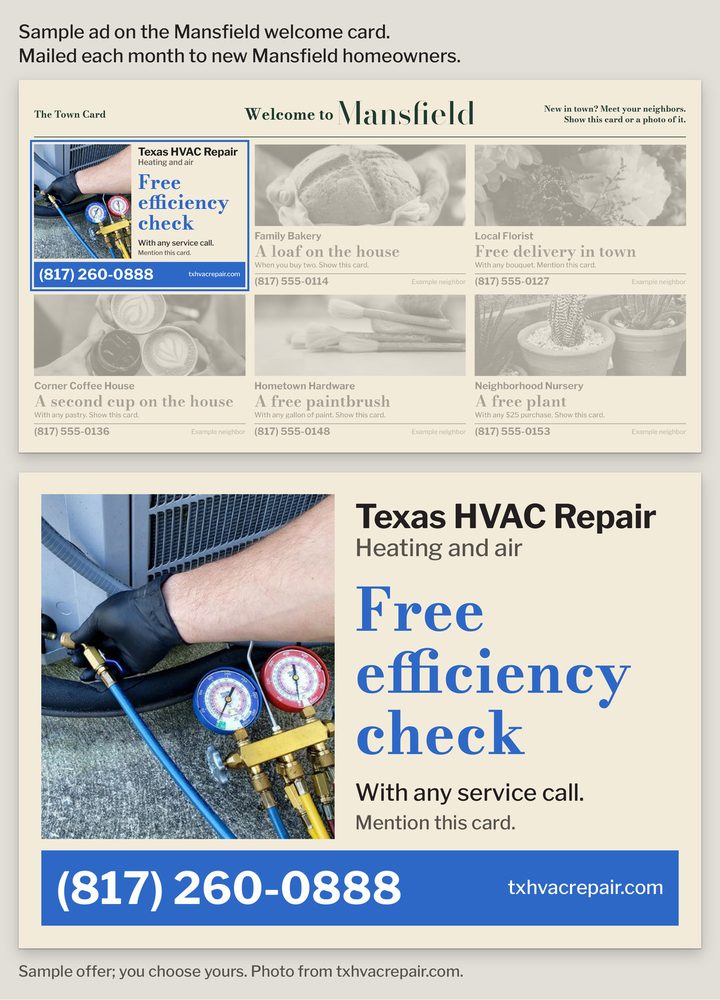 Sample ad on the Mansfield welcome card.
Mailed each month to new Mansfield homeowners.
The Town Card
Welcome to Mansfield
New in town? Meet your neighbors.
Show this card or a photo of it.
Texas HVAC Repair
Heating and air
Free
efficiency
check
With any service call.
Mention this card.
(817) 260-0888
txhvacrepair.com
Family Bakery
A loaf on the house
When you buy two. Show this card.
(817) 555-0114
Example neighbor
Local Florist
Free delivery in town
With any bouquet. Mention this card.
(817) 555-0127
Example neighbor
Corner Coffee House
A second cup on the house
With any pastry. Show this card.
(817) 555-0136
Example neighbor
Hometown Hardware
A free paintbrush
With any gallon of paint. Show this card.
(817) 555-0148
Example neighbor
Neighborhood Nursery
A free plant
With any $25 purchase. Show this card.
(817) 555-0153
Example neighbor
Texas HVAC Repair
Heating and air
Free
efficiency
check
With any service call.
Mention this card.
(817) 260-0888
txhvacrepair.com
Sample offer; you choose yours. Photo from txhvacrepair.com.